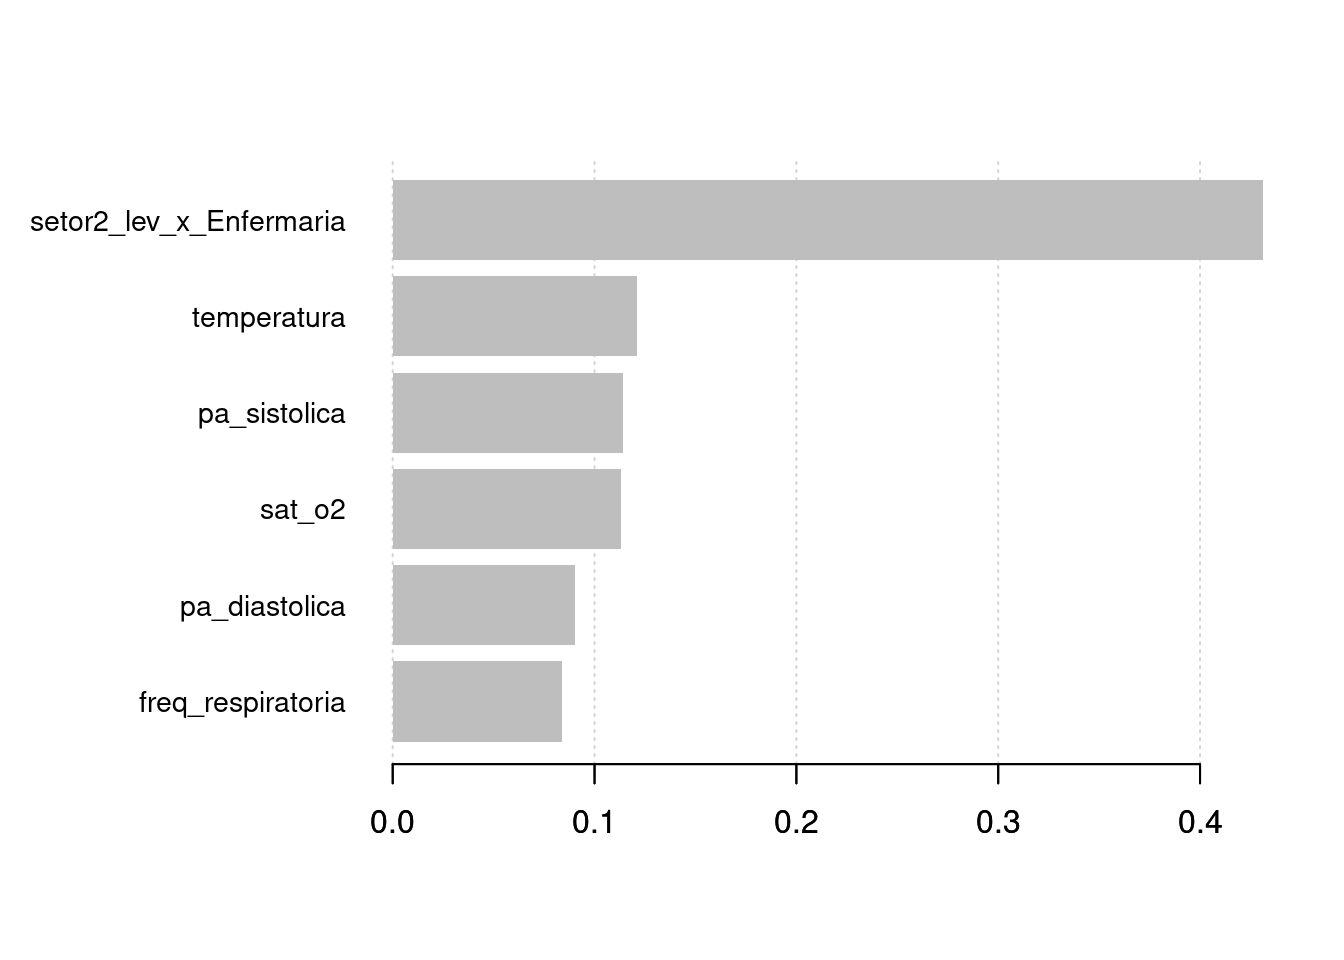 setor2_lev_x_Enfermaria
temperatura
pa_sistolica
sat_o2
pa_diastolica
freq_respiratoria
0.0 0.1 0.2 0.3 0.4